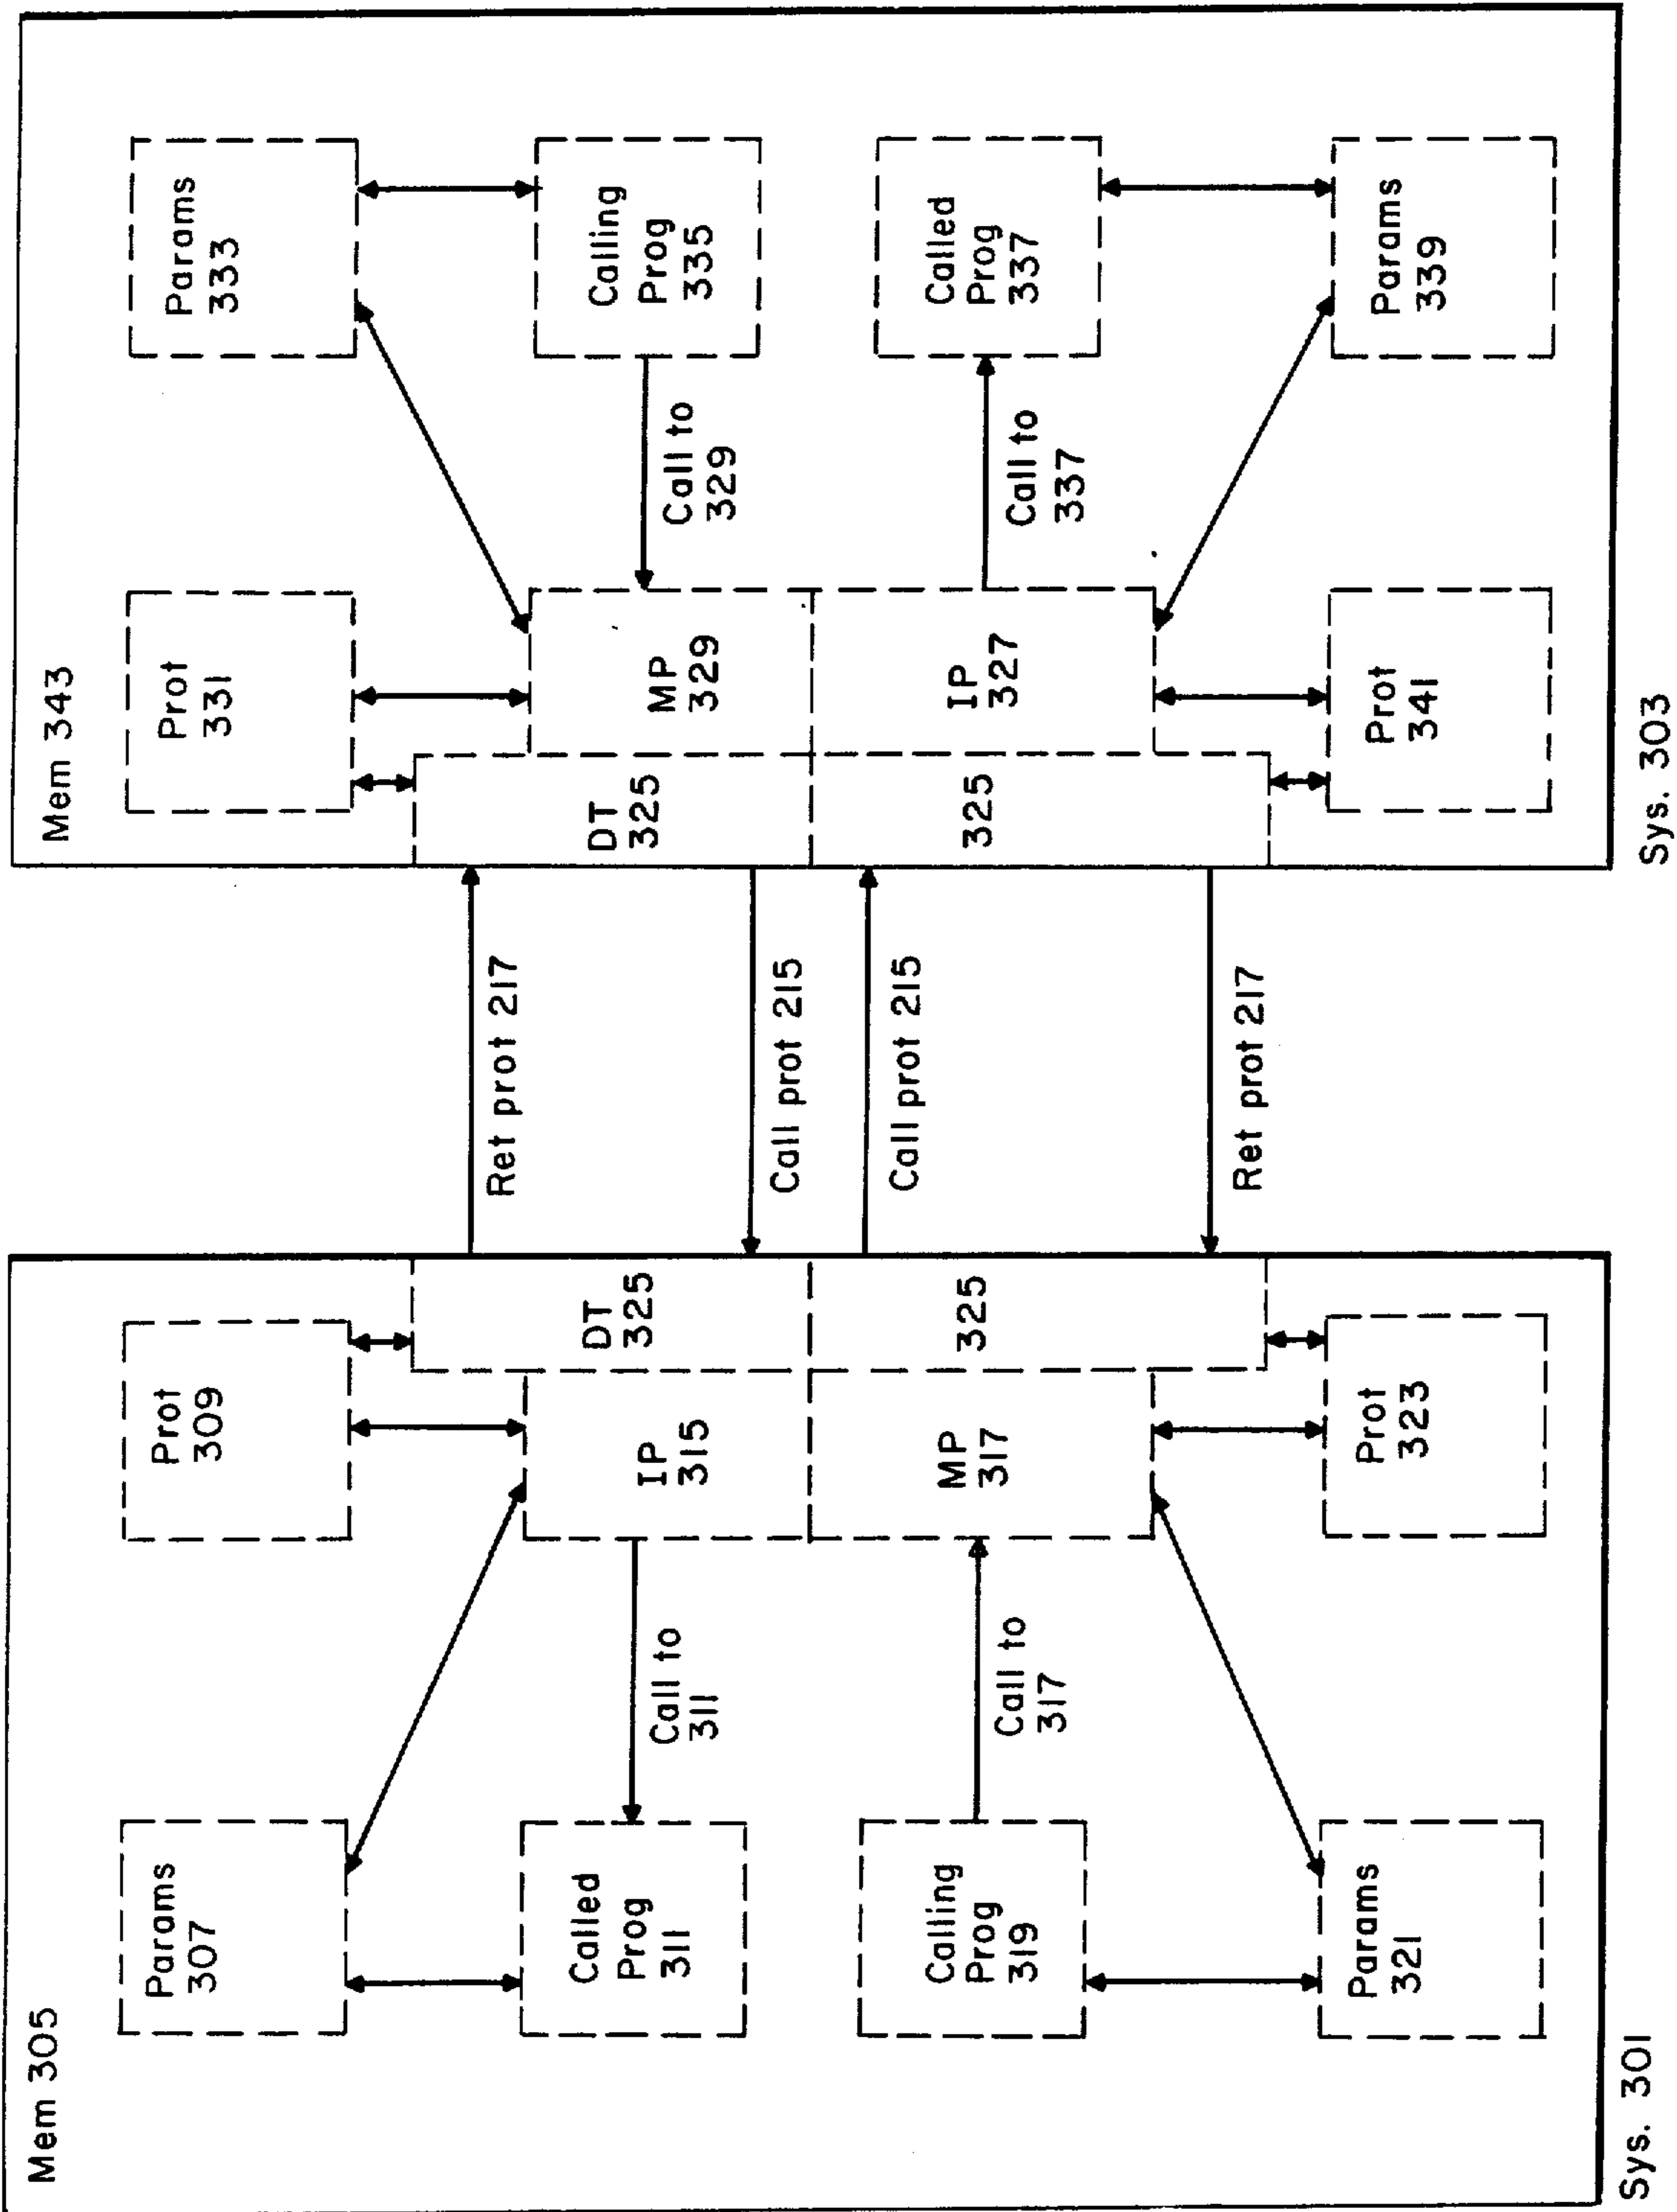 Mem 305
Params
307
Prot
309
Called
Prog
311
Call to
311
IP
315
DT
325
Calling
Prog
319
Call to
317
MP
317
325
Params
321
Prot
323
Sys. 301
Ret prot 217
Call prot 215
Call prot 215
Ret prot 217
Mem 343
Prot
331
Params
333
DT
325
MP
329
Call to
329
Calling
Prog
335
325
IP
327
Call to
337
Called
Prog
337
Prot
341
Params
339
Sys. 303